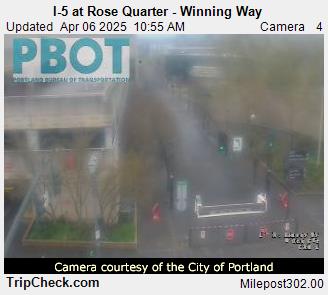 I-5 at Rose Quarter - Winning Way
Updated Apr 06 2025 10:55 AM Camera 4
PBOT
PORTLAND BUREAU OF TRANSPORTATION
Camera courtesy of the City of Portland
TripCheck.com Milepost302.00